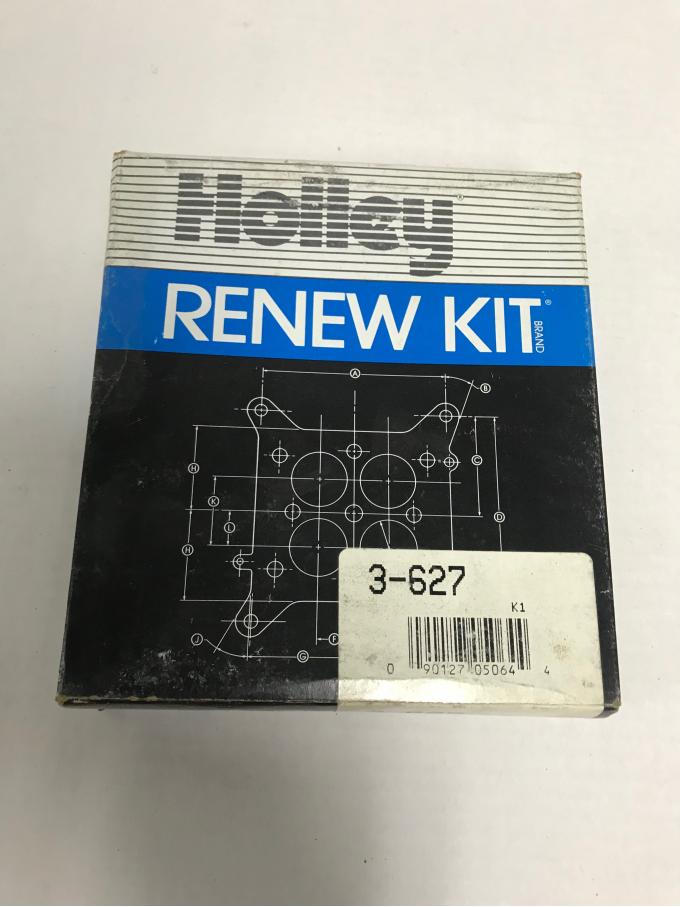 Holley®
RENEW KIT®
BRAND
A
B
H
C
K
D
L
H
J
F
G
3-627
K1
0 90127 05064 4